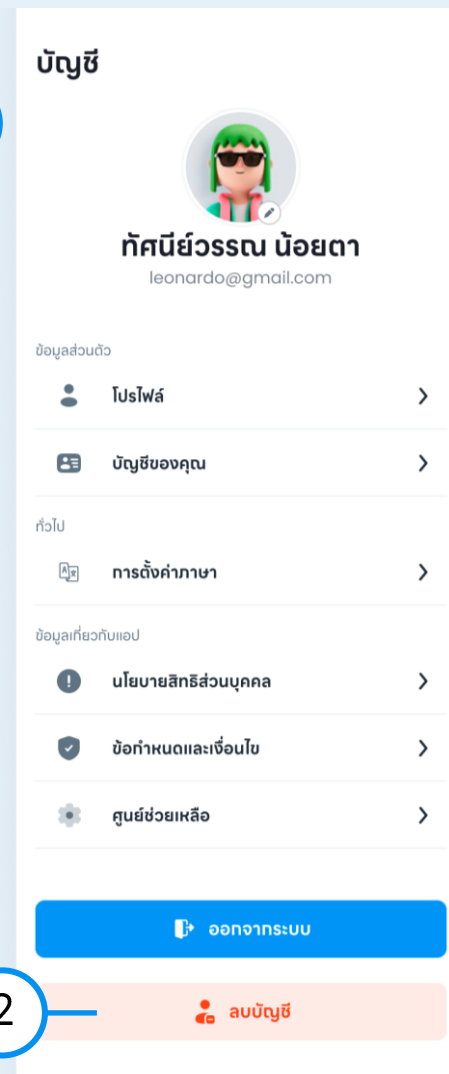 บัญชี
ทัศนีย์วรรณ น้อยตา
leonardo@gmail.com
ข้อมูลส่วนตัว
โปรไฟล์
บัญชีของคุณ
ทั่วไป
การตั้งค่าภาษา
ข้อมูลเกี่ยวกับแอป
นโยบายสิทธิส่วนบุคคล
ข้อกำหนดและเงื่อนไข
ศูนย์ช่วยเหลือ
ออกจากระบบ
2
ลบบัญชี